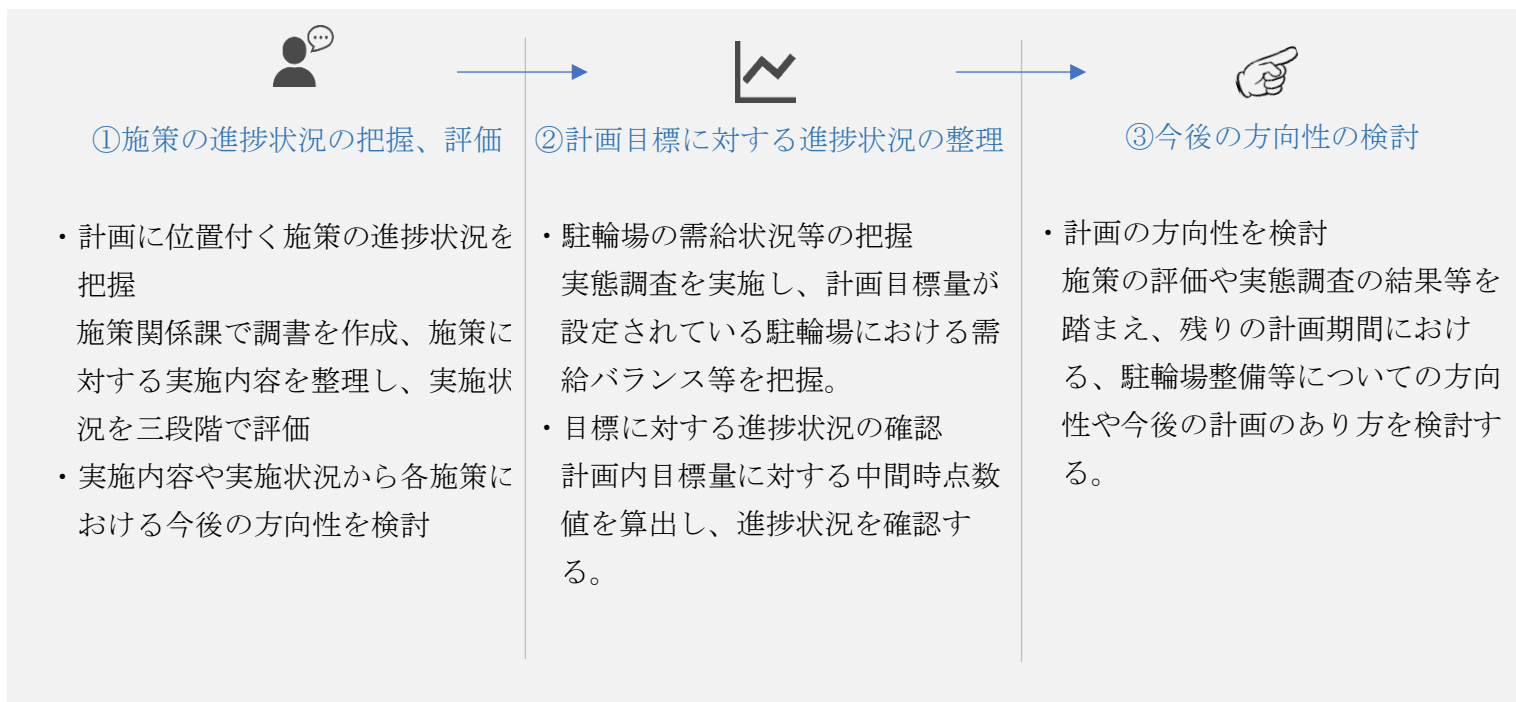 ①施策の進捗状況の把握、評価
・計画に位置付く施策の進捗状況を
把握
施策関係課で調書を作成、施策に
対する実施内容を整理し、実施状
況を三段階で評価
・実施内容や実施状況から各施策に
おける今後の方向性を検討
②計画目標に対する進捗状況の整理
・駐輪場の需給状況等の把握
実態調査を実施し、計画目標量が
設定されている駐輪場における需
給バランス等を把握。
・目標に対する進捗状況の確認
計画内目標量に対する中間時点数
値を算出し、進捗状況を確認す
る。
③今後の方向性の検討
・計画の方向性を検討
施策の評価や実態調査の結果等を
踏まえ、残りの計画期間におけ
る、駐輪場整備等についての方向
性や今後の計画のあり方を検討す
る。